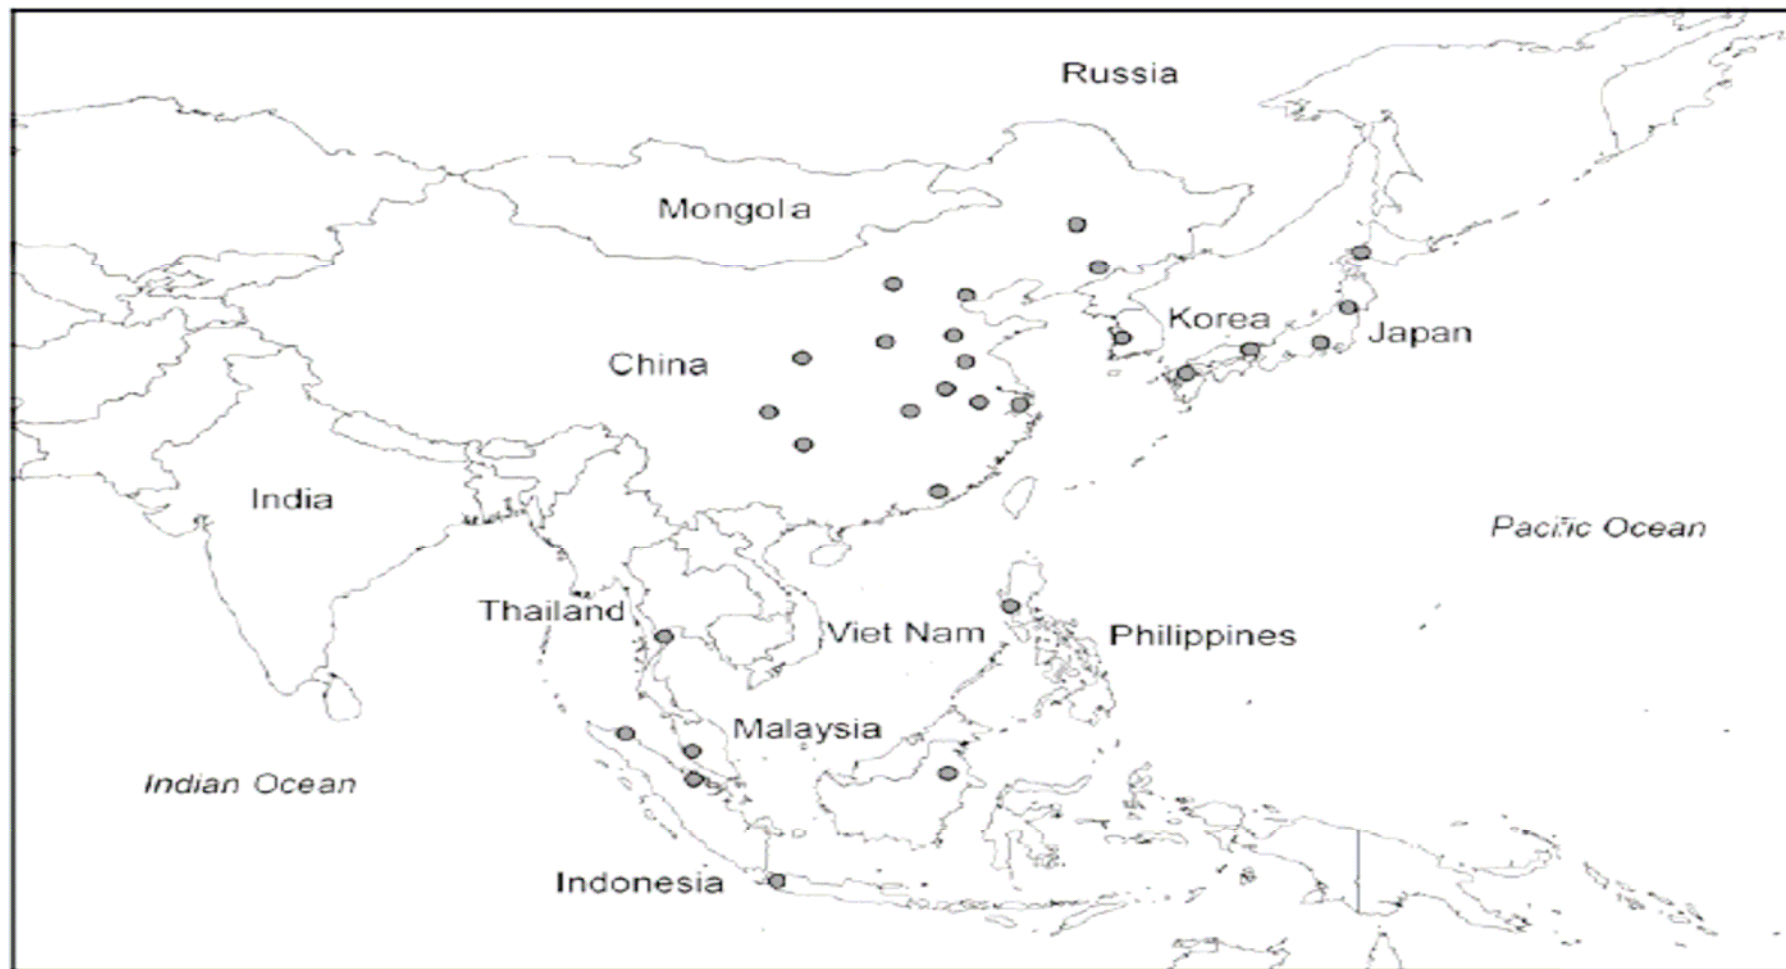 Russia
Mongola
Korea
Japan
China
India
Pacific Ocean
Thailand
Viet Nam
Philippines
Malaysia
Indian Ocean
Indonesia